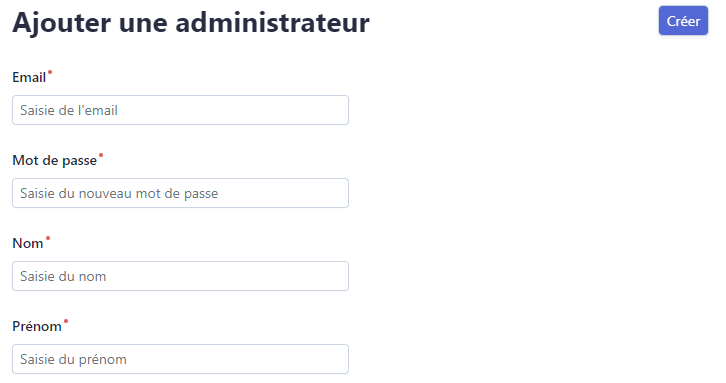 Ajouter une administrateur
Créer
Email*
Saisie de l'email
Mot de passe*
Saisie du nouveau mot de passe
Nom*
Saisie du nom
Prénom*
Saisie du prénom